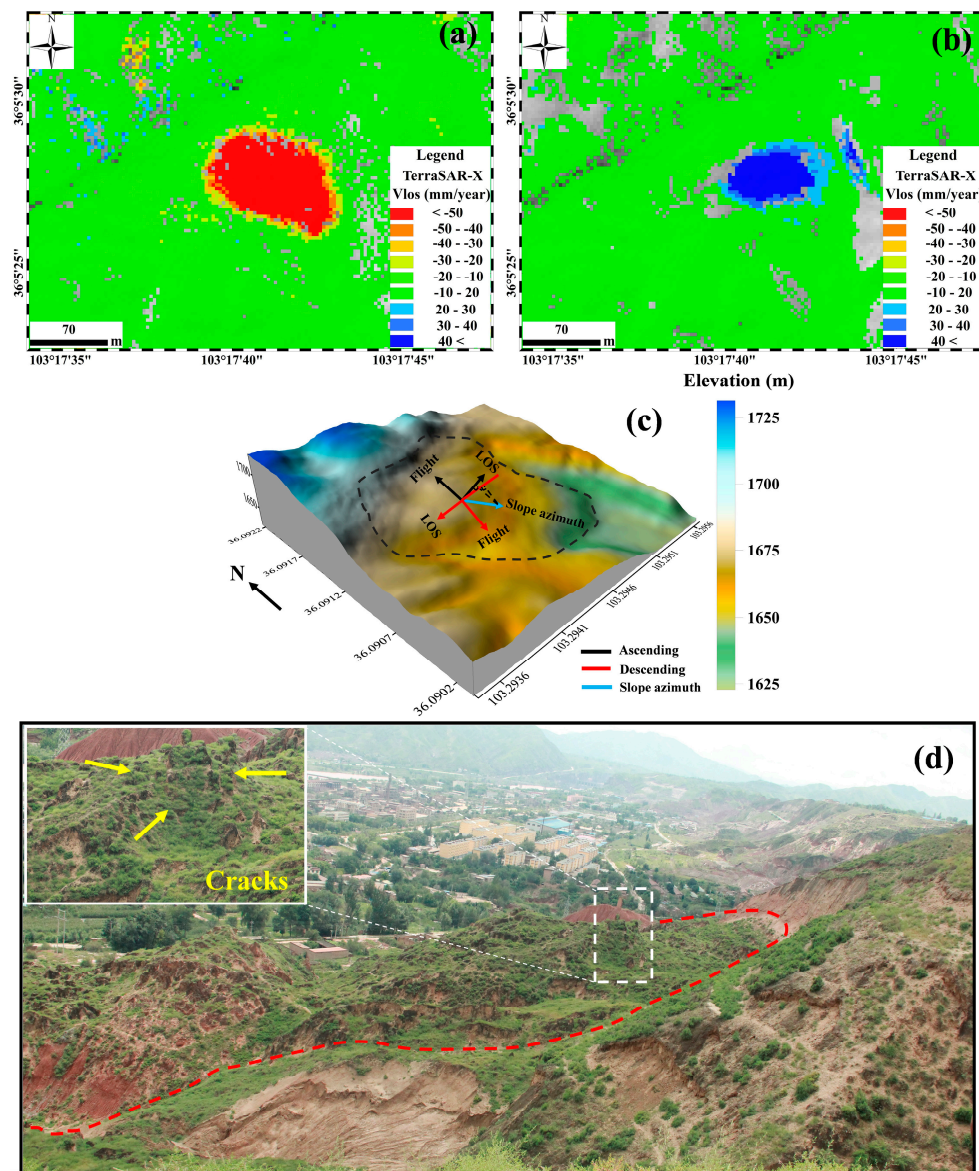 N
(a)
36°5'30"
36°5'25"
Legend
TerraSAR-X
Vlos (mm/year)
< -50
-50 - -40
-40 - -30
-30 - -20
-20 - -10
-10 - 20
20 - 30
30 - 40
40 <
70
m
103°17'35"
103°17'40"
103°17'45"
N
(b)
36°5'30"
36°5'25"
Legend
TerraSAR-X
Vlos (mm/year)
< -50
-50 - -40
-40 - -30
-30 - -20
-20 - -10
-10 - 20
20 - 30
30 - 40
40 <
70
m
103°17'35"
103°17'40"
103°17'45"
(c)
Elevation (m)
1725
1700
1675
1650
1625
Flight
LOS
Slope azimuth
LOS
Flight
1700
1650
36.0922
36.0917
36.0912
36.0907
36.0902
103.2936
103.2941
103.2946
103.2951
103.2956
N
Ascending
Descending
Slope azimuth
(d)
Cracks